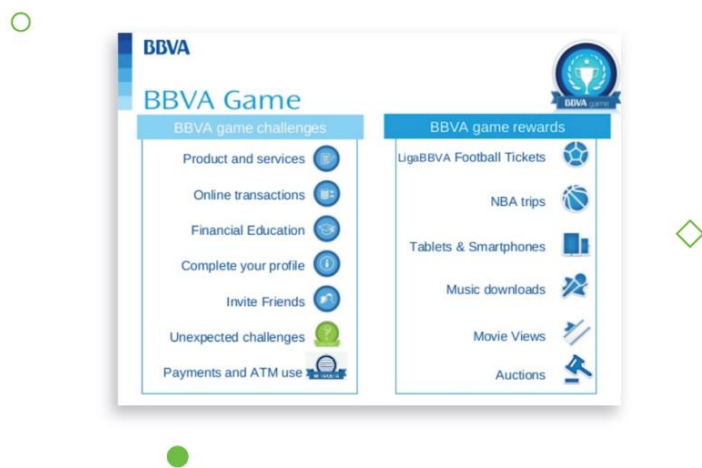 BBVA
BBVA Game
BBVA game
BBVA game challenges
Product and services
Online transactions
Financial Education
Complete your profile
Invite Friends
Unexpected challenges
Payments and ATM use
BBVA game rewards
LigaBBVA Football Tickets
NBA trips
Tablets & Smartphones
Music downloads
Movie Views
Auctions